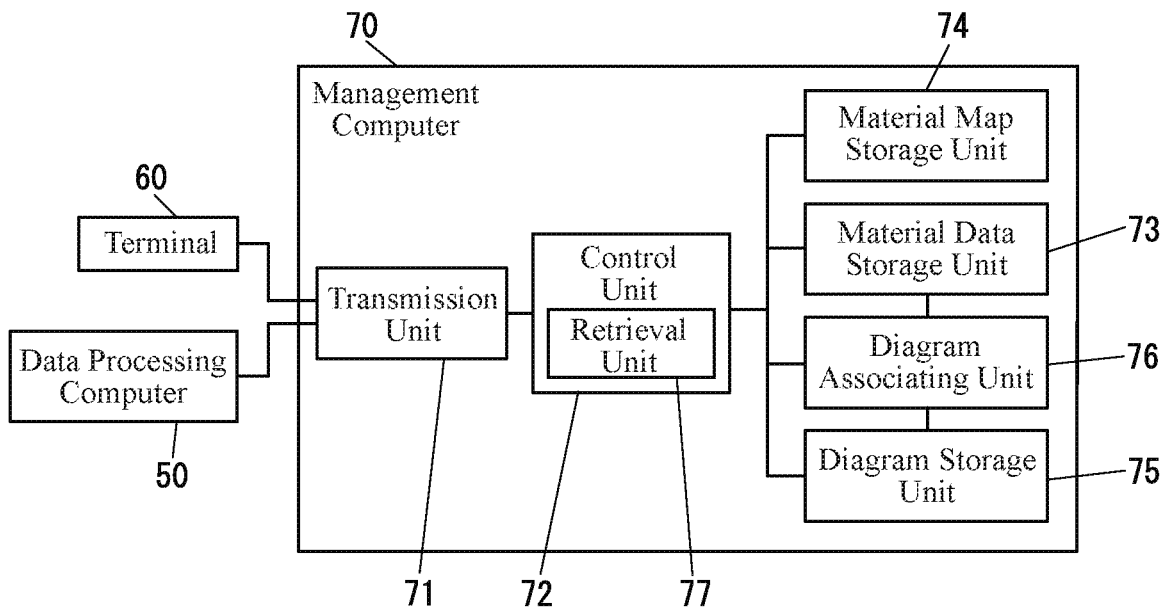 70
74
Management
Computer
Material Map
Storage Unit
60
Terminal
73
Material Data
Storage Unit
Control
Unit
Transmission
Unit
Retrieval
Unit
Data Processing
Computer
Diagram
Associating Unit
76
50
Diagram Storage
Unit
75
71
72
77